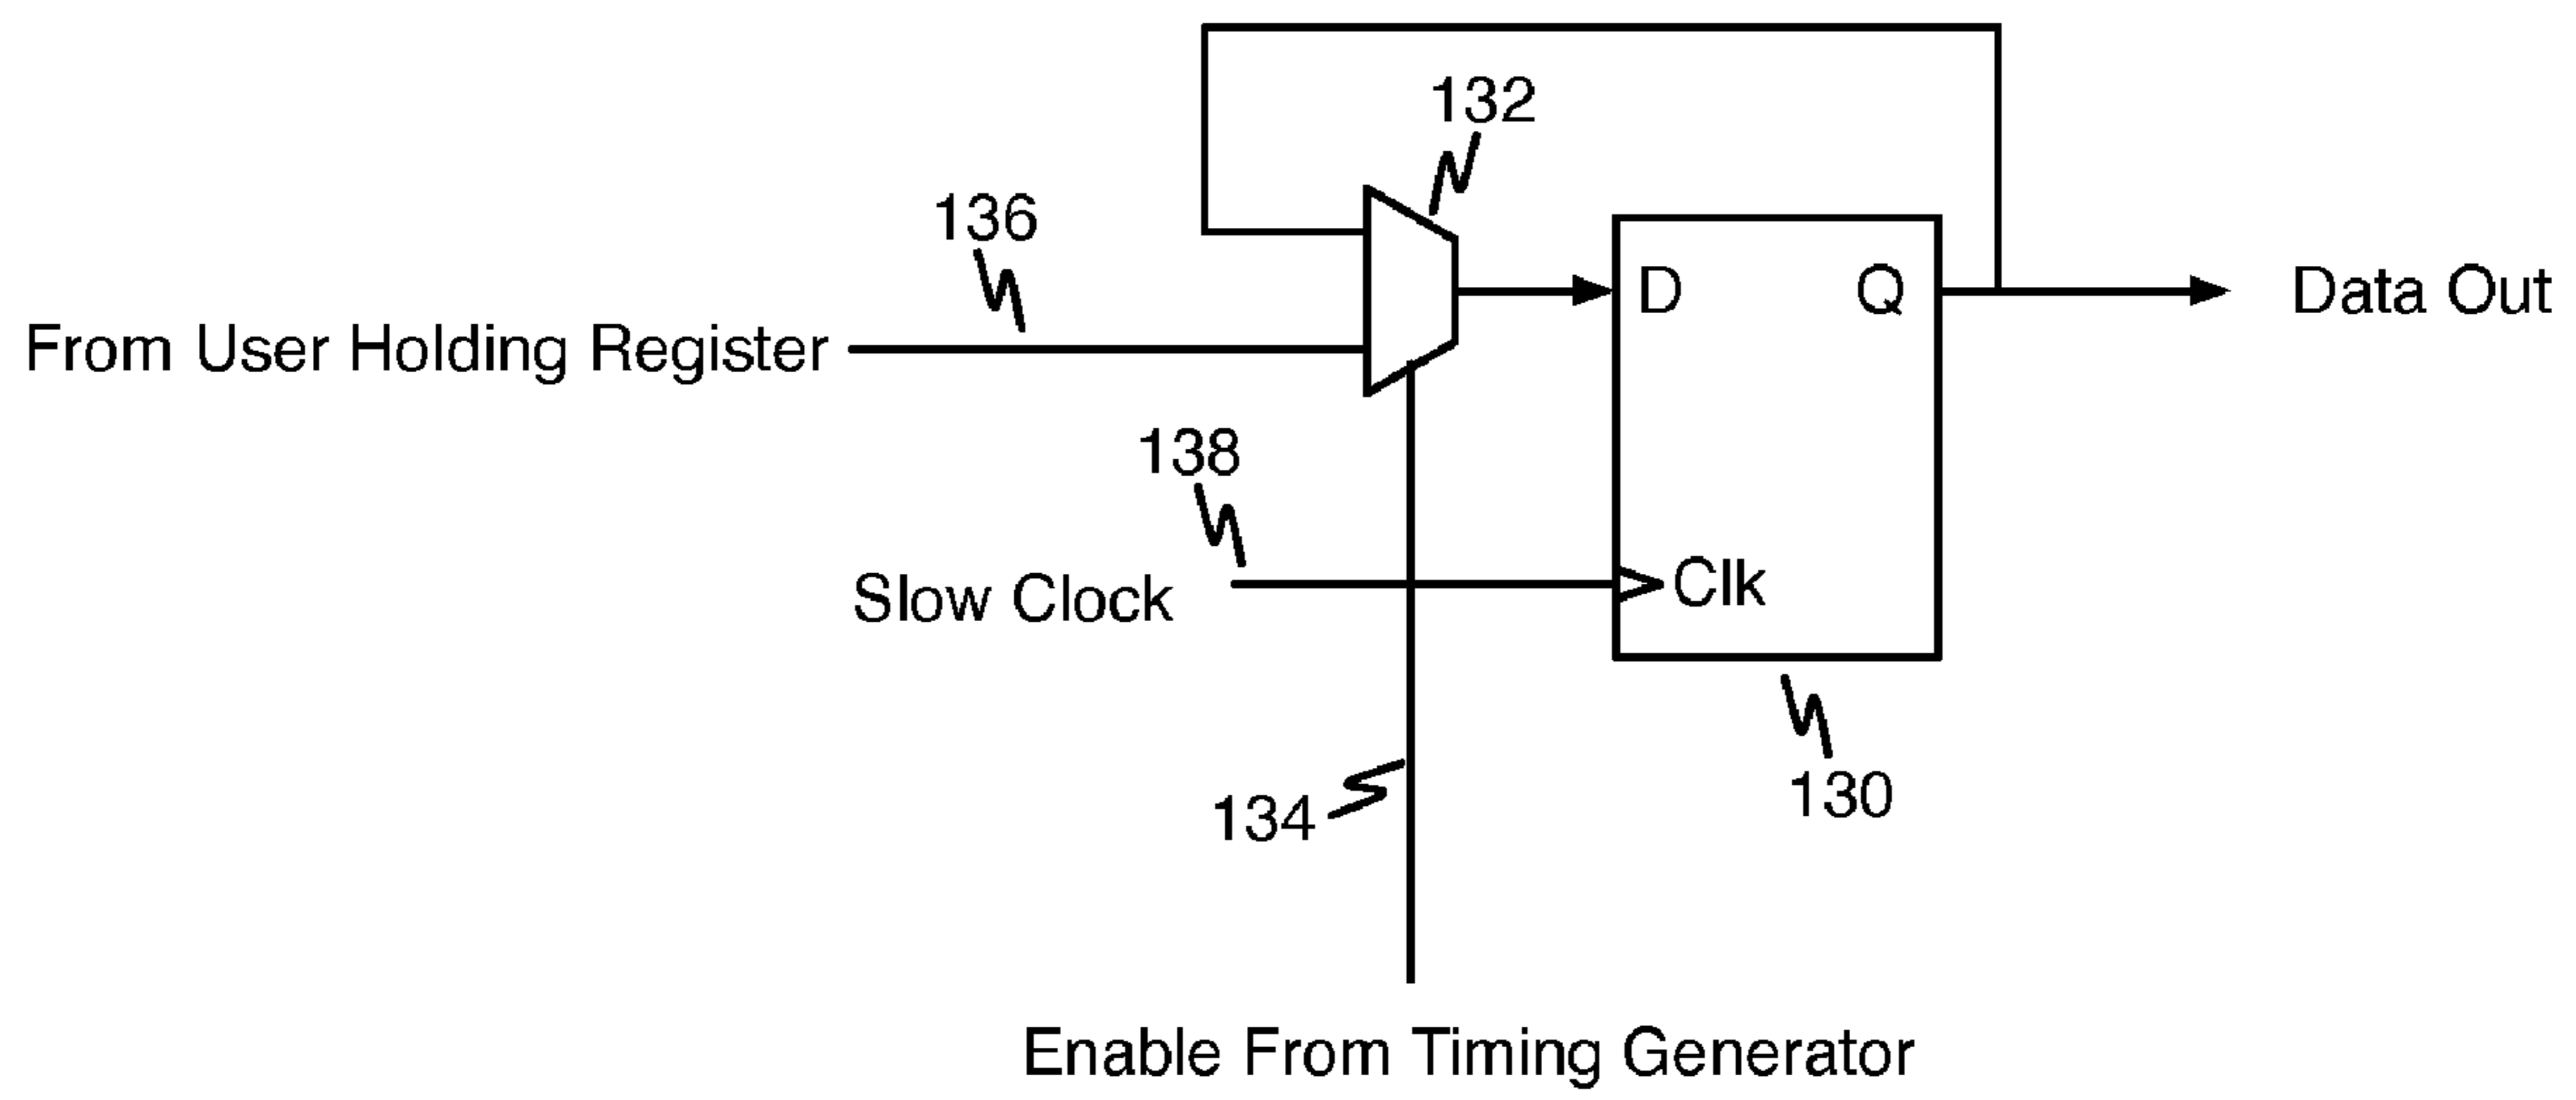 132
136
D
Q
Data Out
From User Holding Register
138
Slow Clock
Clk
134
130
Enable From Timing Generator